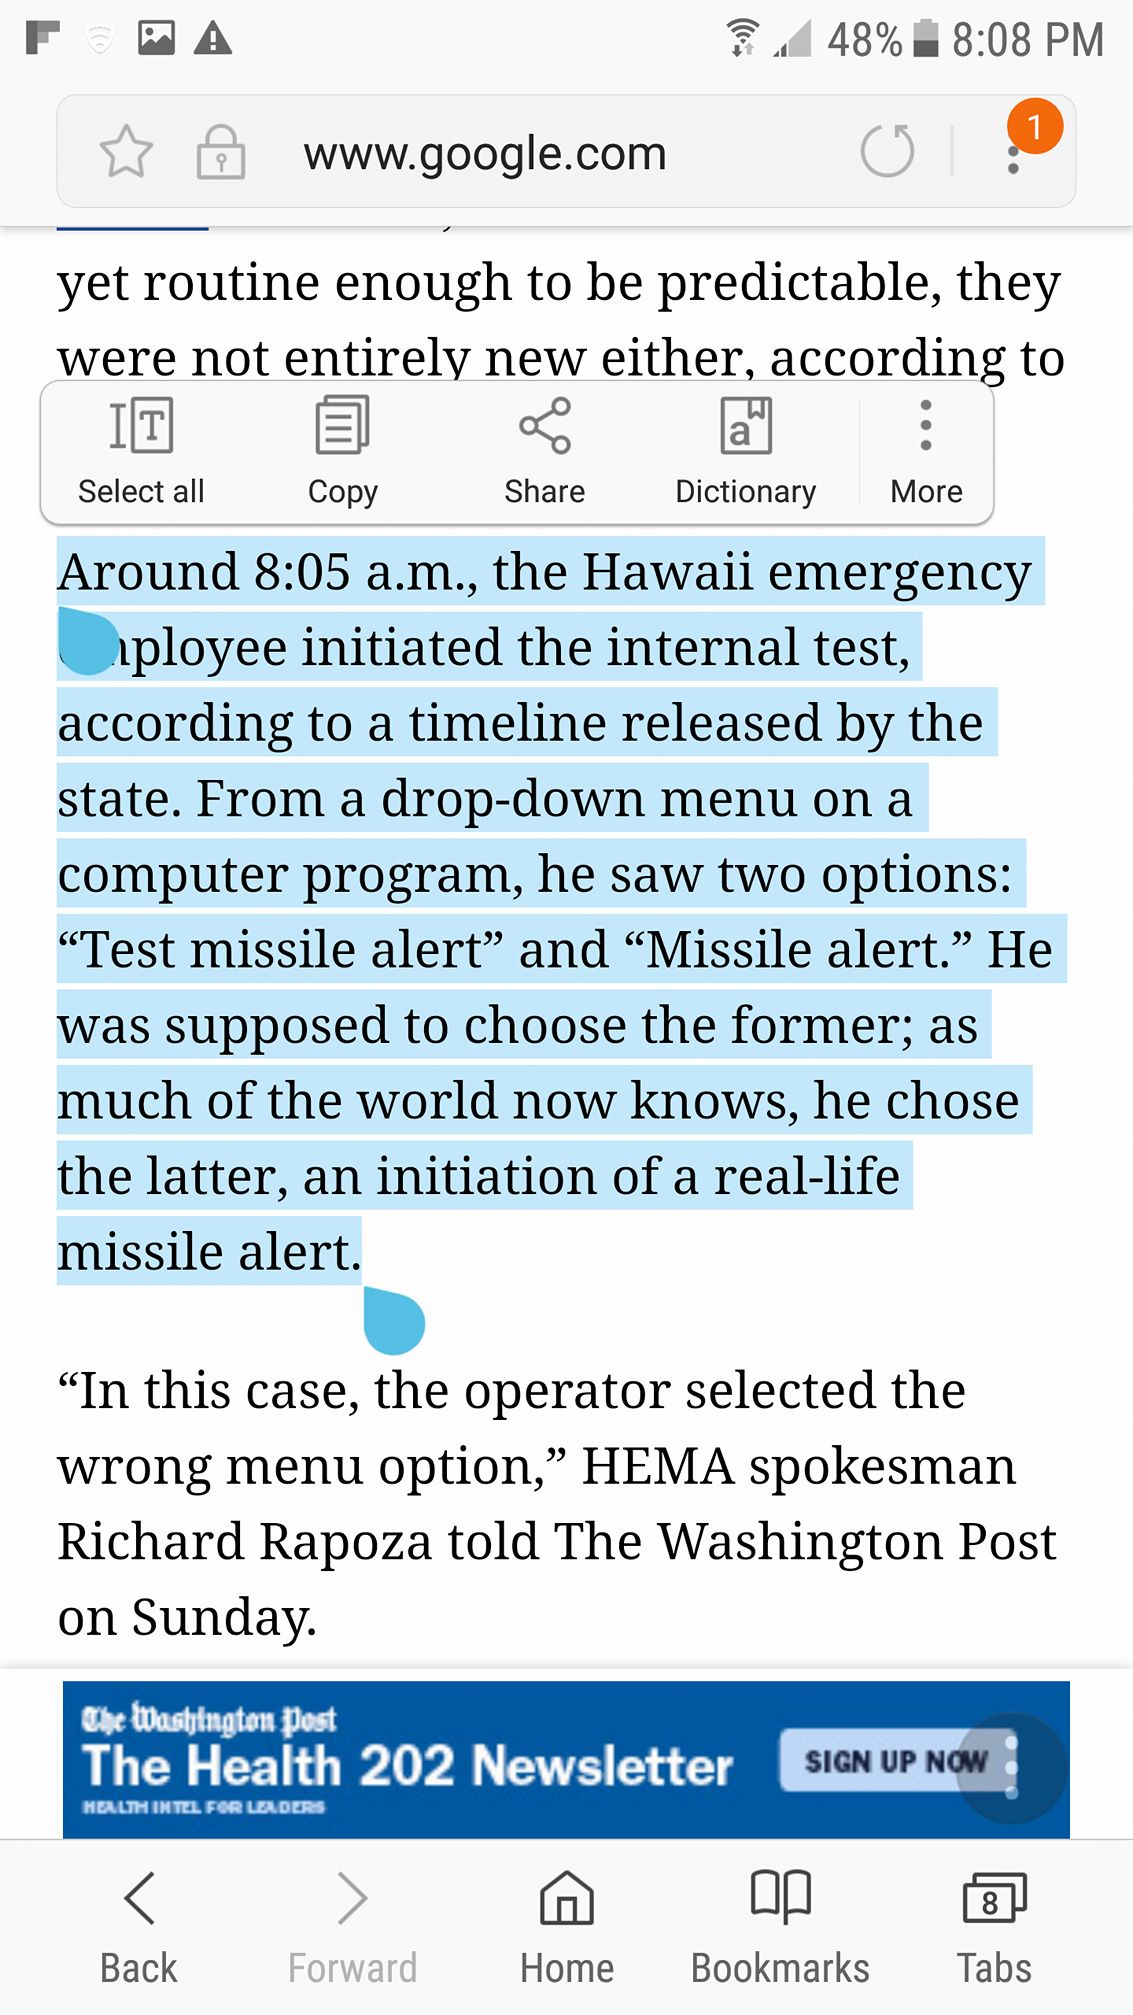 48% 8:08 PM
www.google.com
1
yet routine enough to be predictable, they
were not entirely new either, according to
Select all Copy Share Dictionary More
Around 8:05 a.m., the Hawaii emergency
mployee initiated the internal test,
according to a timeline released by the
state. From a drop-down menu on a
computer program, he saw two options:
“Test missile alert” and “Missile alert.” He
was supposed to choose the former; as
much of the world now knows, he chose
the latter, an initiation of a real-life
missile alert.
“In this case, the operator selected the
wrong menu option,” HEMA spokesman
Richard Rapoza told The Washington Post
on Sunday.
The Washington Post
The Health 202 Newsletter
HEALTH INTEL FOR LEADERS
SIGN UP NOW
8
Back Forward Home Bookmarks Tabs